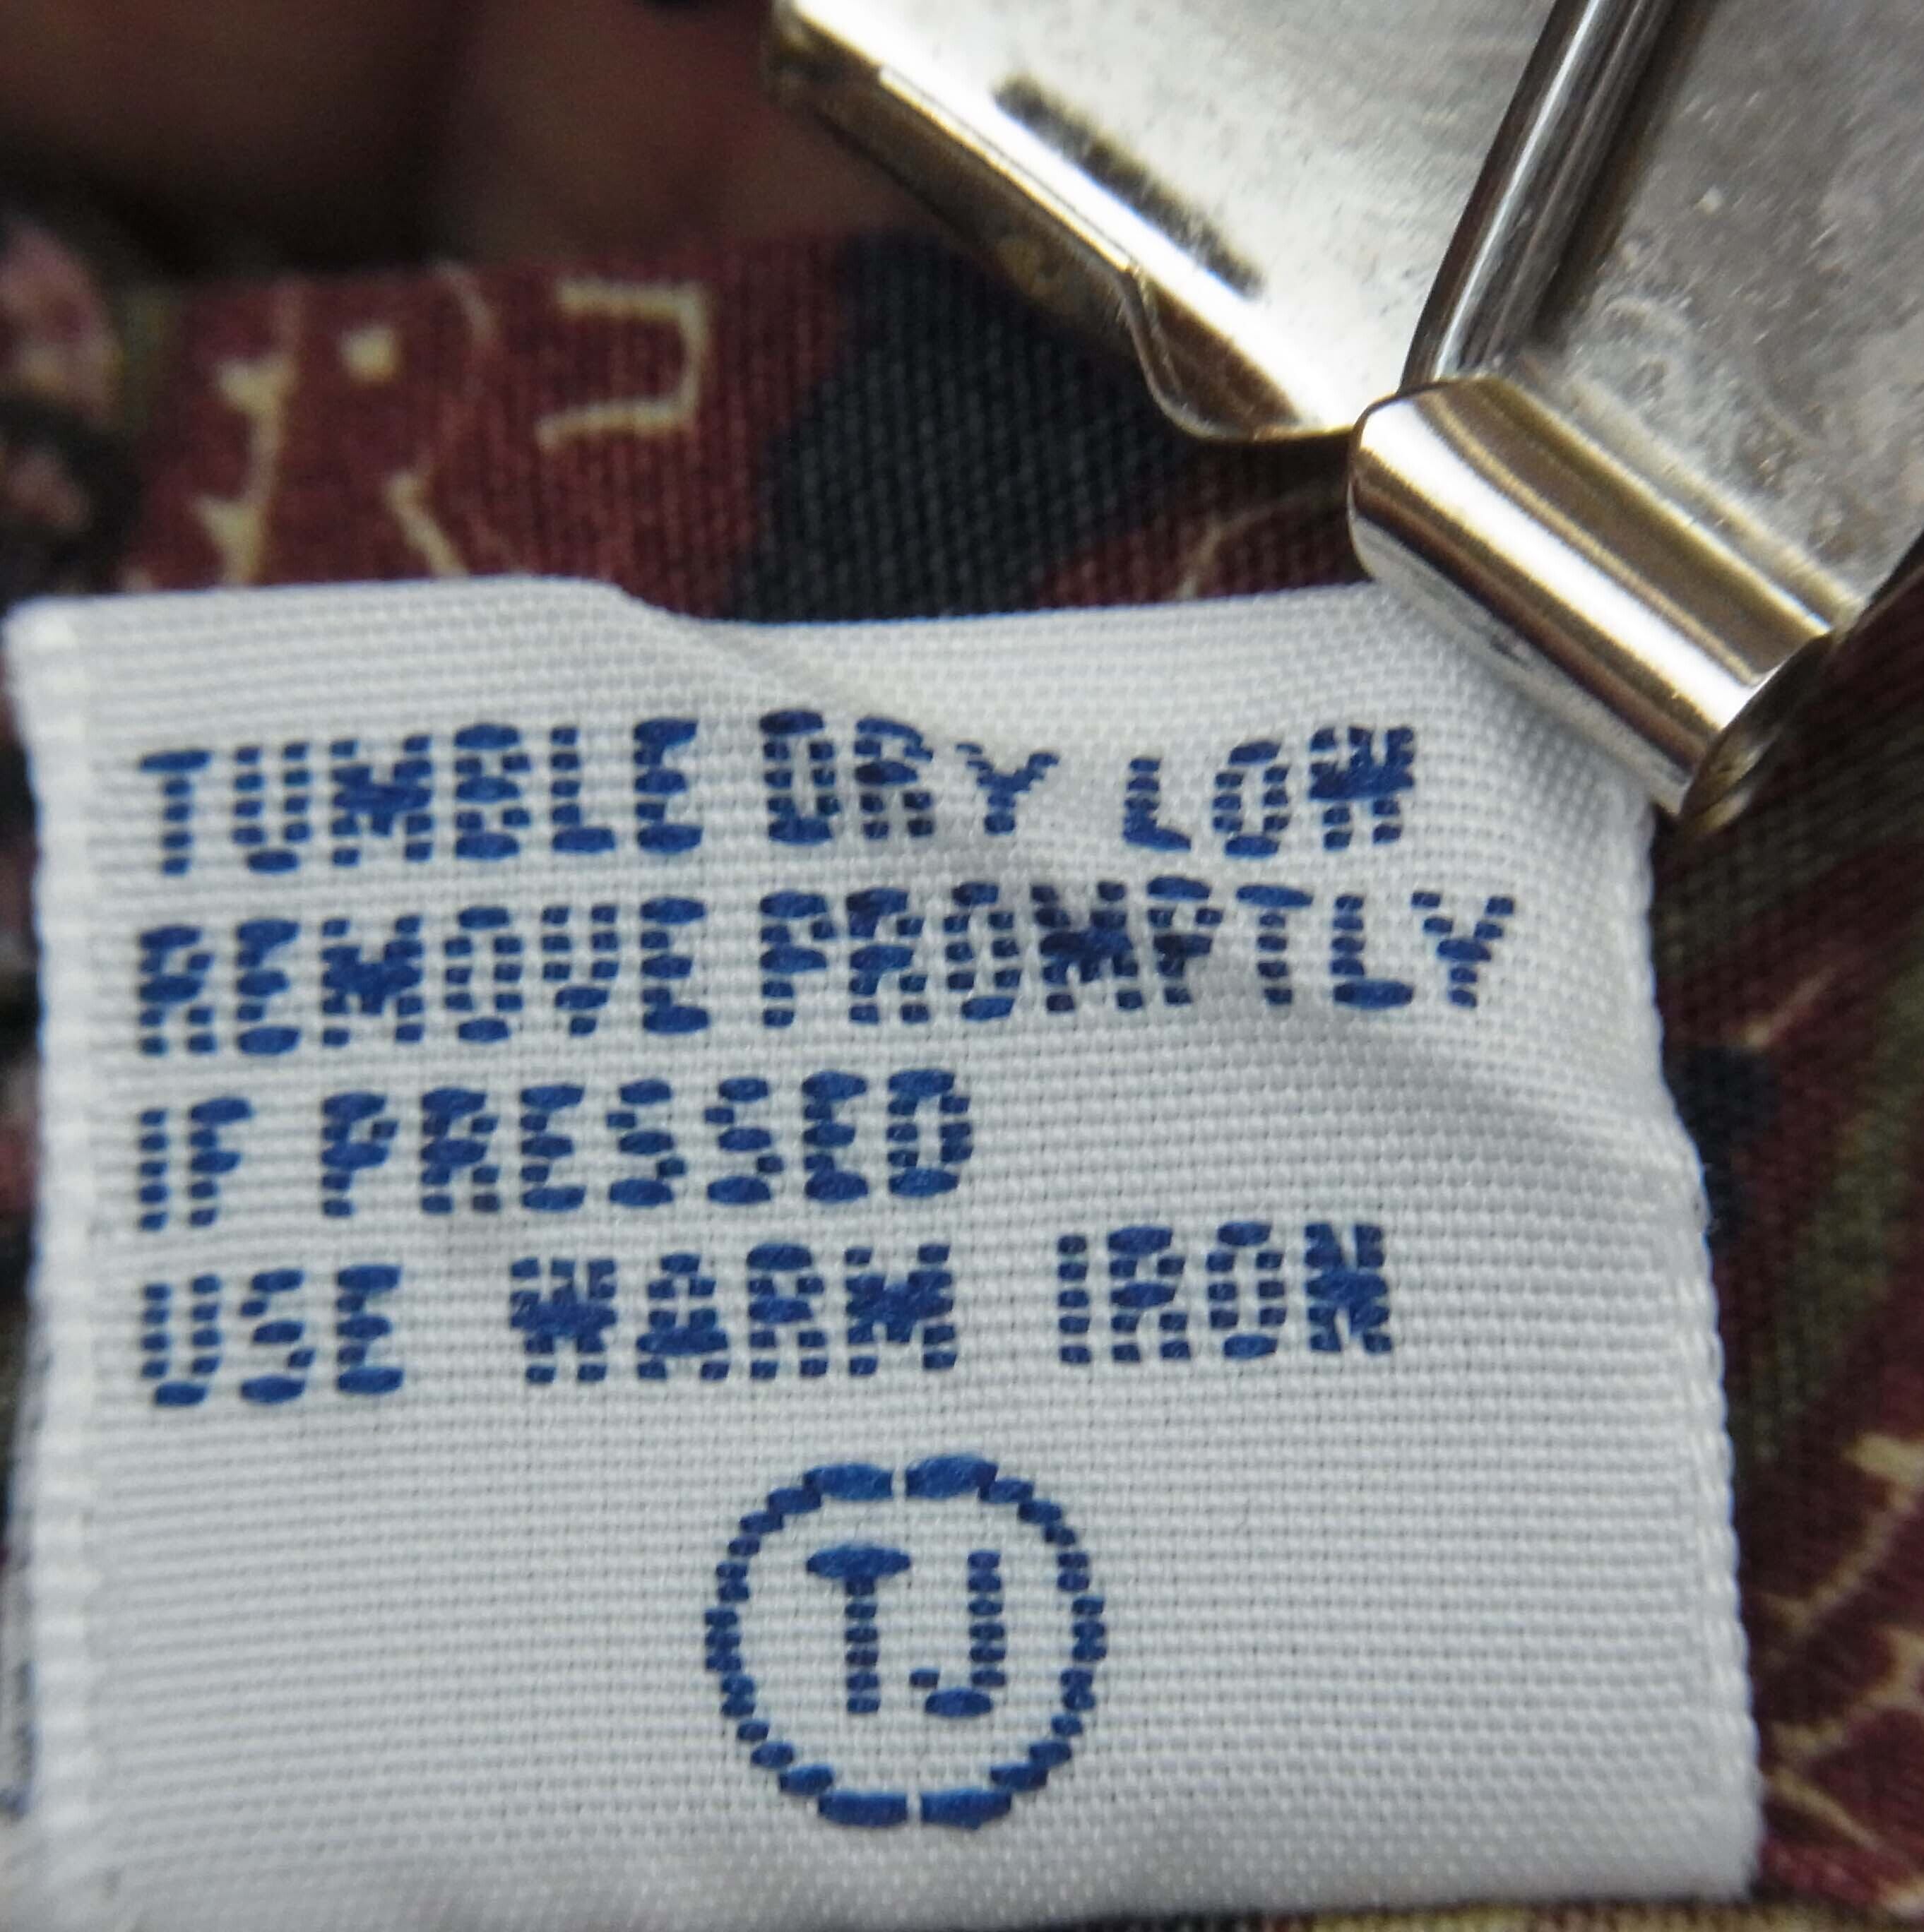 TUMBLE DRY LOW
REMOVE PROMPTLY
IF PRESSED
USE WARM IRON
TJ